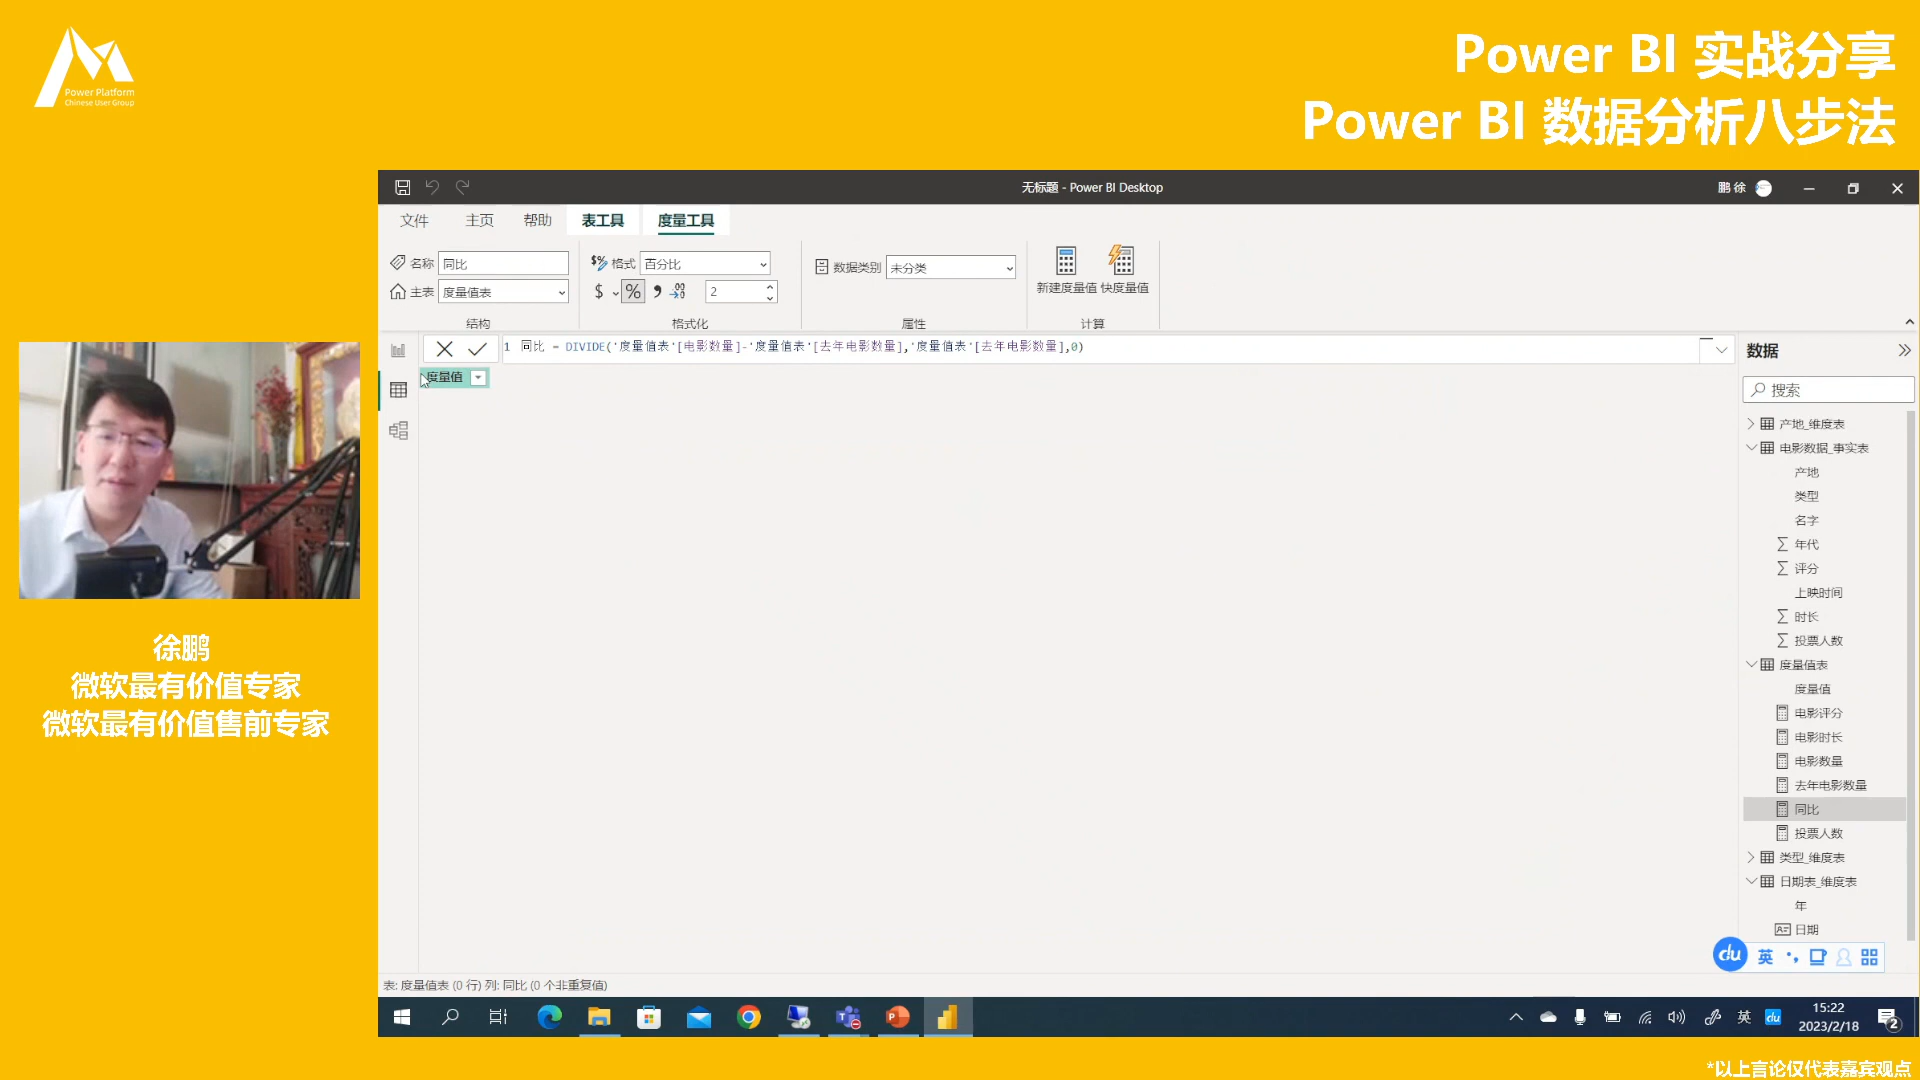 Power Platform
Chinese User Group
Power BI 实战分享
Power BI 数据分析八步法
无标题 - Power BI Desktop
鹏 徐
文件
主页
帮助
表工具
度量工具
名称
同比
主表
度量值表
结构
格式
百分比
$
%
2
格式化
数据类别
未分类
属性
新建度量值
快度量值
计算
1 同比 = DIVIDE('度量值表'[电影数量]-'度量值表'[去年电影数量],'度量值表'[去年电影数量],0)
度量值
数据
搜索
产地_维度表
电影数据_事实表
产地
类型
名字
年代
评分
上映时间
时长
投票人数
度量值表
度量值
电影评分
电影时长
电影数量
去年电影数量
同比
投票人数
类型_维度表
日期表_维度表
年
日期
du 英
表: 度量值表 (0 行) 列: 同比 (0 个非重复值)
英
du
15:22
2023/2/18
2
徐鹏
微软最有价值专家
微软最有价值售前专家
*以上言论仅代表嘉宾观点